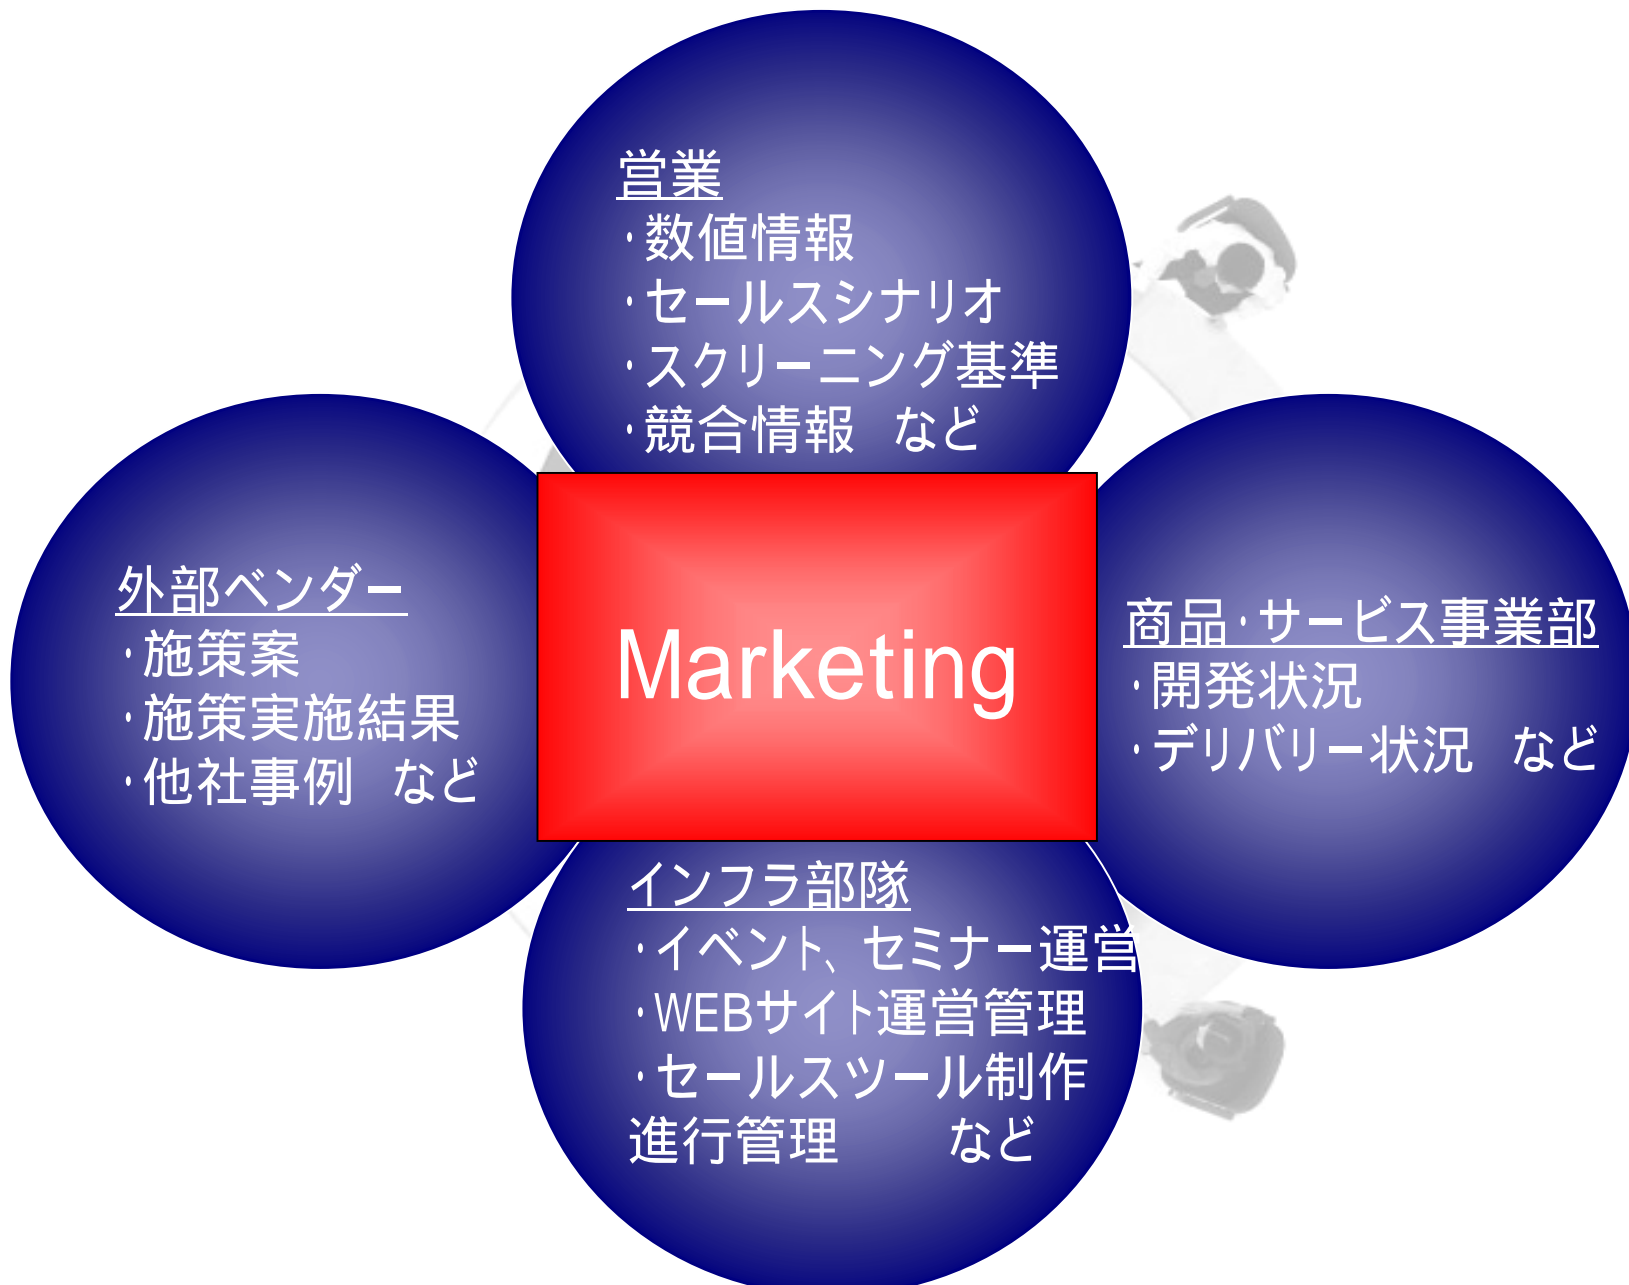 営業
・数値情報
・セールスシナリオ
・スクリーニング基準
・競合情報　など
外部ベンダー
・施策案
・施策実施結果
・他社事例　など
Marketing
商品・サービス事業部
・開発状況
・デリバリー状況　など
インフラ部隊
・イベント、セミナー運営
・WEBサイト運営管理
・セールスツール制作
進行管理　　など